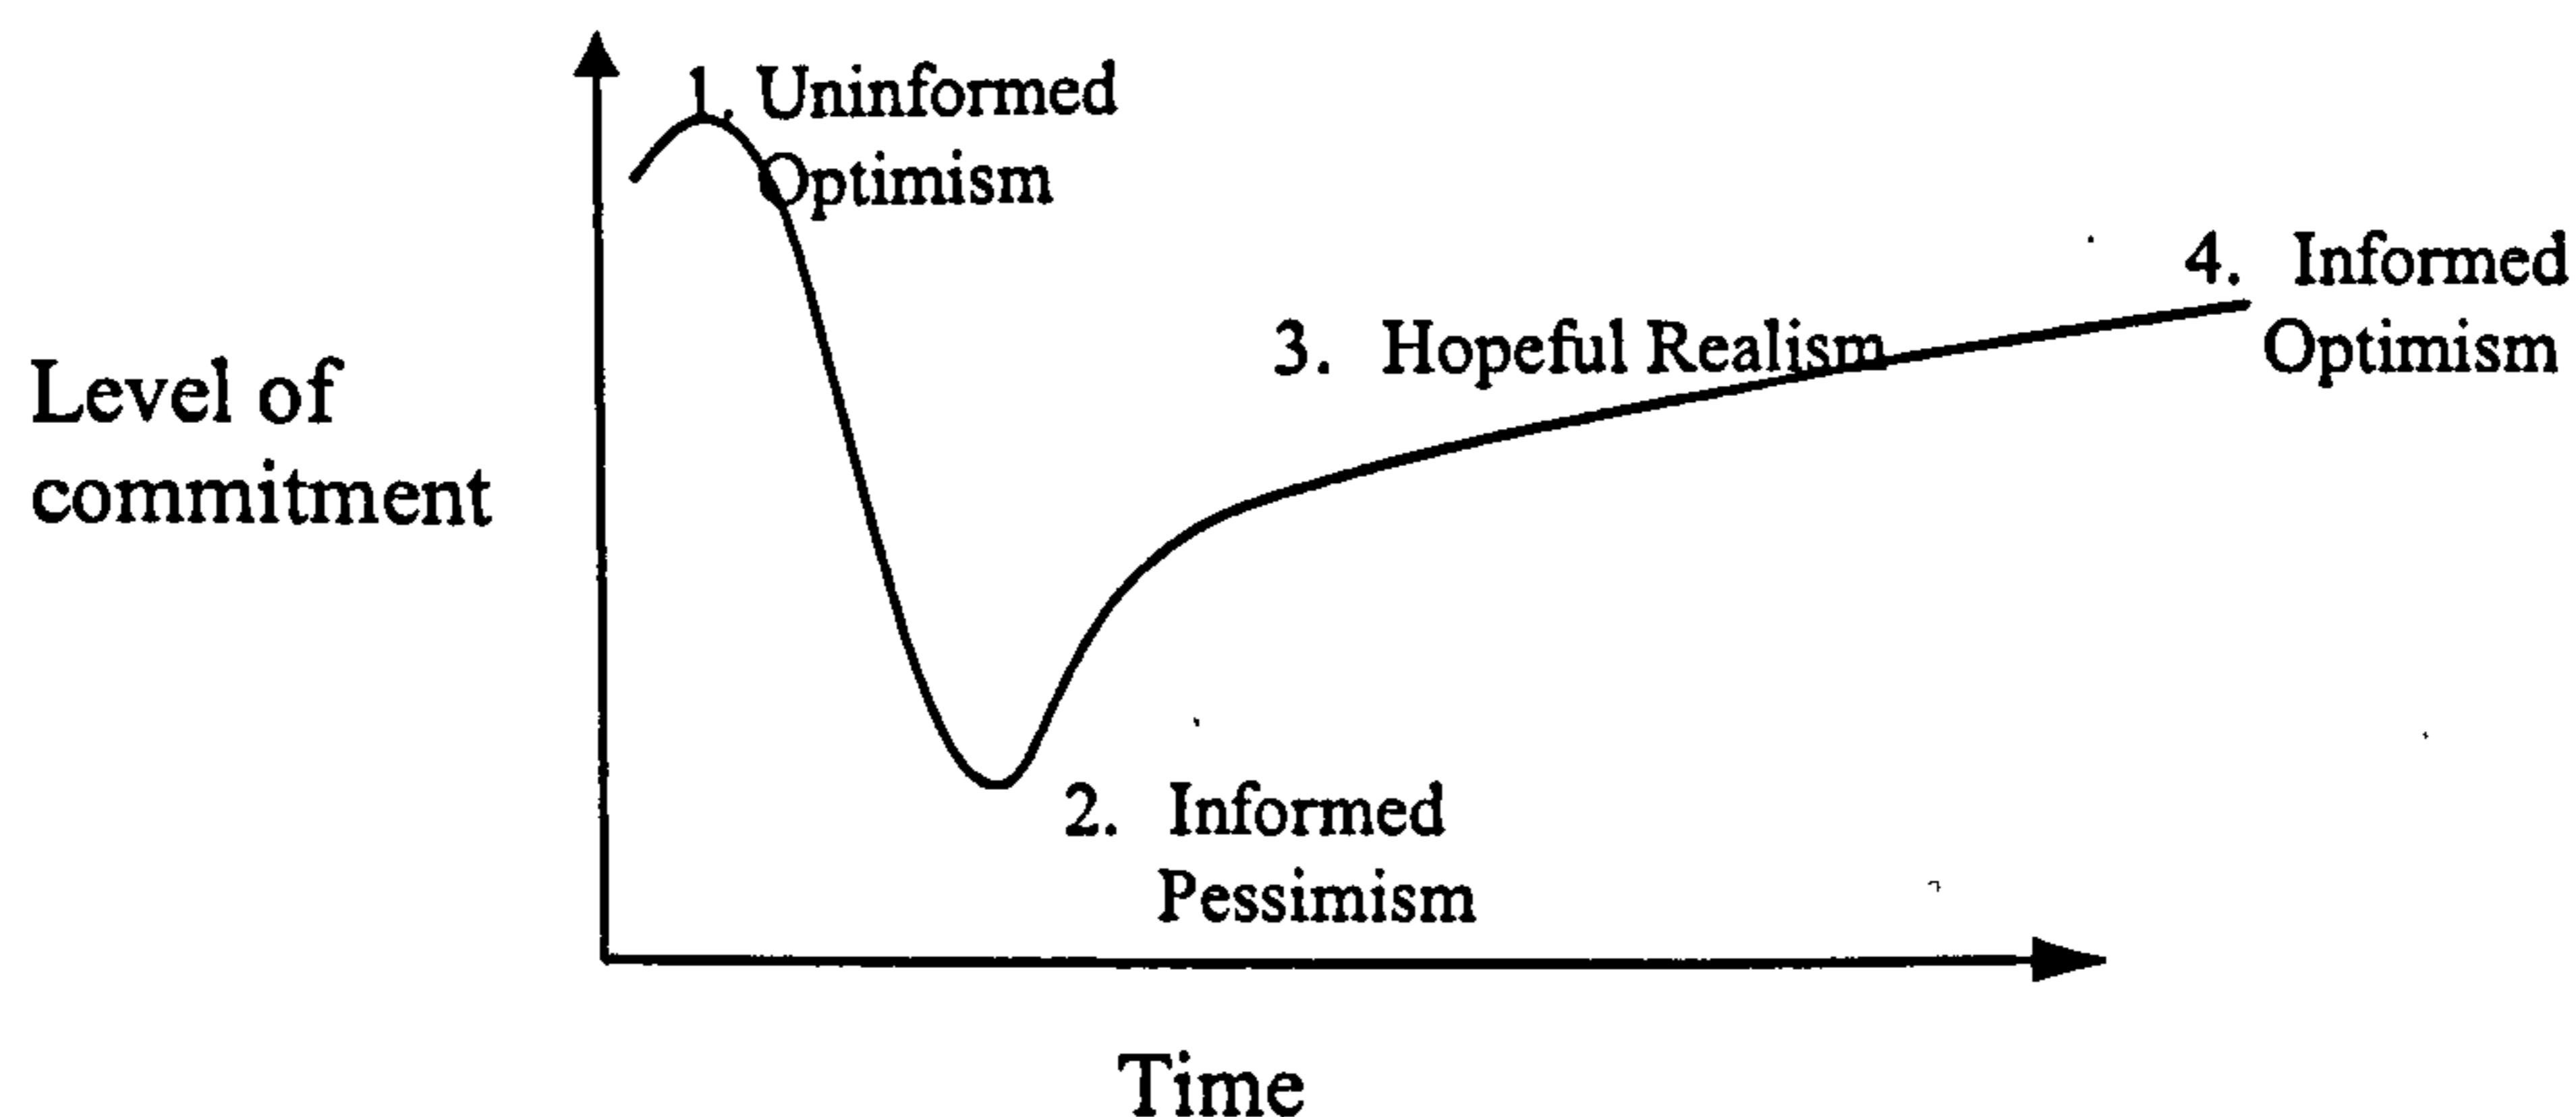 1. Uninformed
Optimism
4. Informed
Optimism
3. Hopeful Realism
Level of
commitment
2. Informed
Pessimism
Time